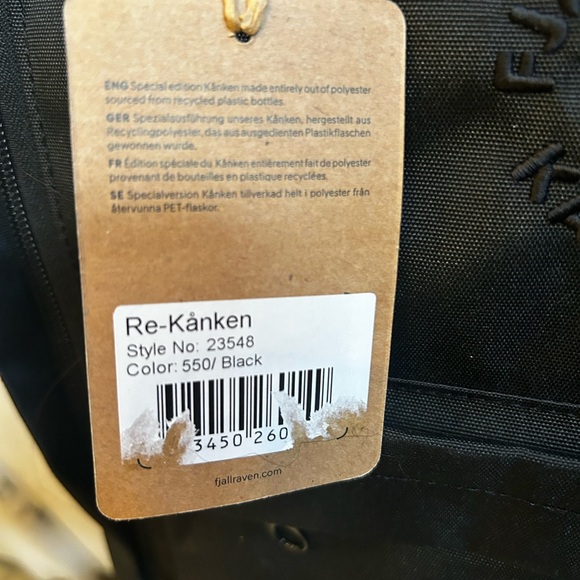 ENG Special edition Kånken made entirely out of polyester
sourced from recycled plastic bottles.
GER Spezialausführung unseres Kånken, hergestellt aus
Recyclingpolyester, das aus ausgedienten Plastikflaschen
gewonnen wurde.
FR Édition spéciale du Kånken entièrement fait de polyester
provenant de bouteilles en plastique recyclées.
SE Specialversion Kånken tillverkad helt i polyester från
återvunna PET-flaskor.
Re-Kånken
Style No: 23548
Color: 550/ Black
3450 260
fjallraven.com